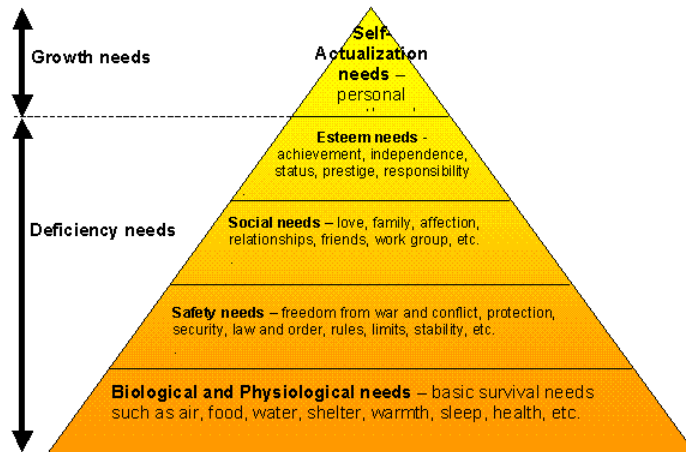 Growth needs
Self-
Actualization
needs –
personal
Esteem needs -
achievement, independence,
status, prestige, responsibility
Deficiency needs
Social needs – love, family, affection,
relationships, friends, work group, etc.
Safety needs – freedom from war and conflict, protection,
security, law and order, rules, limits, stability, etc.
Biological and Physiological needs – basic survival needs
such as air, food, water, shelter, warmth, sleep, health, etc.